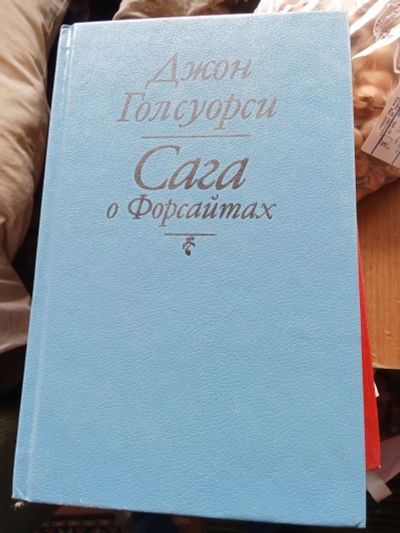 Джон
Голсуорси
Сага
о Форсайтах